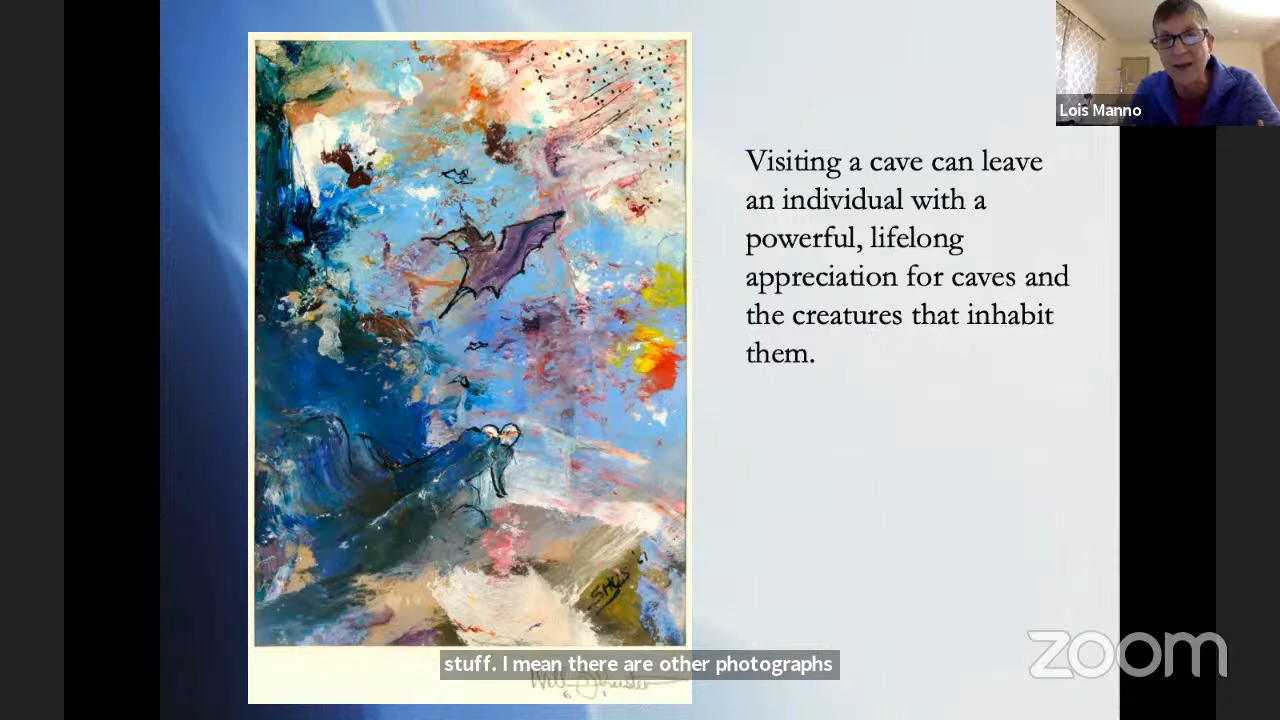 Lois Manno
Visiting a cave can leave
an individual with a
powerful, lifelong
appreciation for caves and
the creatures that inhabit
them.
stuff. I mean there are other photographs
zoom